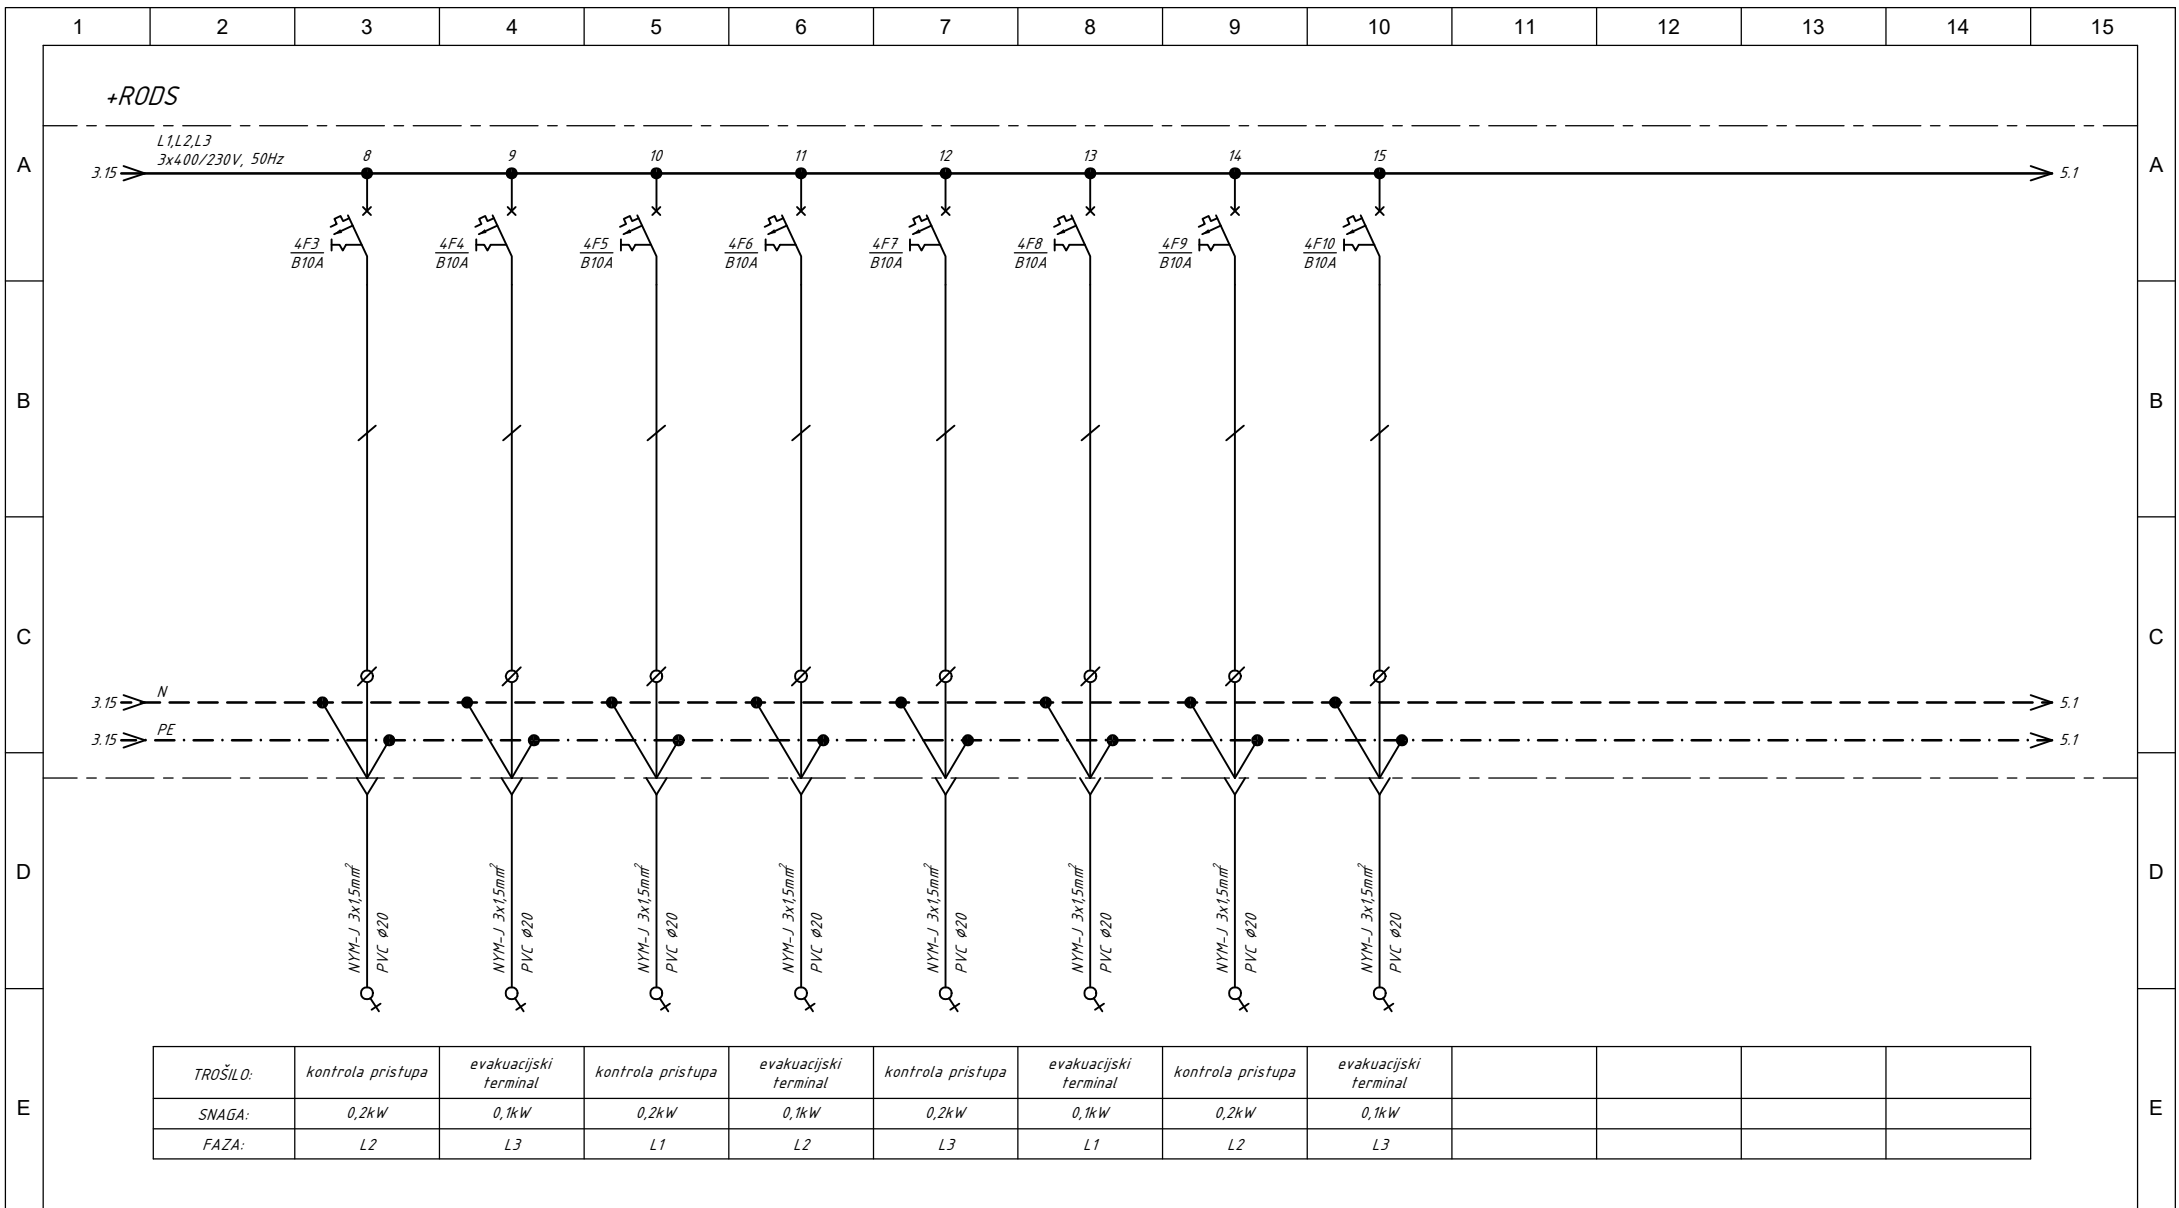 1 2 3 4 5 6 7 8 9 10 11 12 13 14 15
+RODS
L1,L2,L3
3x400/230V, 50Hz
A 3.15 8 9 10 11 12 13 14 15 5.1 A
4F3 4F4 4F5 4F6 4F7 4F8 4F9 4F10
B10A B10A B10A B10A B10A B10A B10A B10A
B B
C C
3.15 N 5.1
3.15 PE 5.1
D D
NYM-J 3x1,5mm²
PVC ø20
NYM-J 3x1,5mm²
PVC ø20
NYM-J 3x1,5mm²
PVC ø20
NYM-J 3x1,5mm²
PVC ø20
NYM-J 3x1,5mm²
PVC ø20
NYM-J 3x1,5mm²
PVC ø20
NYM-J 3x1,5mm²
PVC ø20
NYM-J 3x1,5mm²
PVC ø20
TROŠILO: kontrola pristupa evakuacijski terminal kontrola pristupa evakuacijski terminal kontrola pristupa evakuacijski terminal kontrola pristupa evakuacijski terminal
E SNAGA: 0,2kW 0,1kW 0,2kW 0,1kW 0,2kW 0,1kW 0,2kW 0,1kW E
FAZA: L2 L3 L1 L2 L3 L1 L2 L3